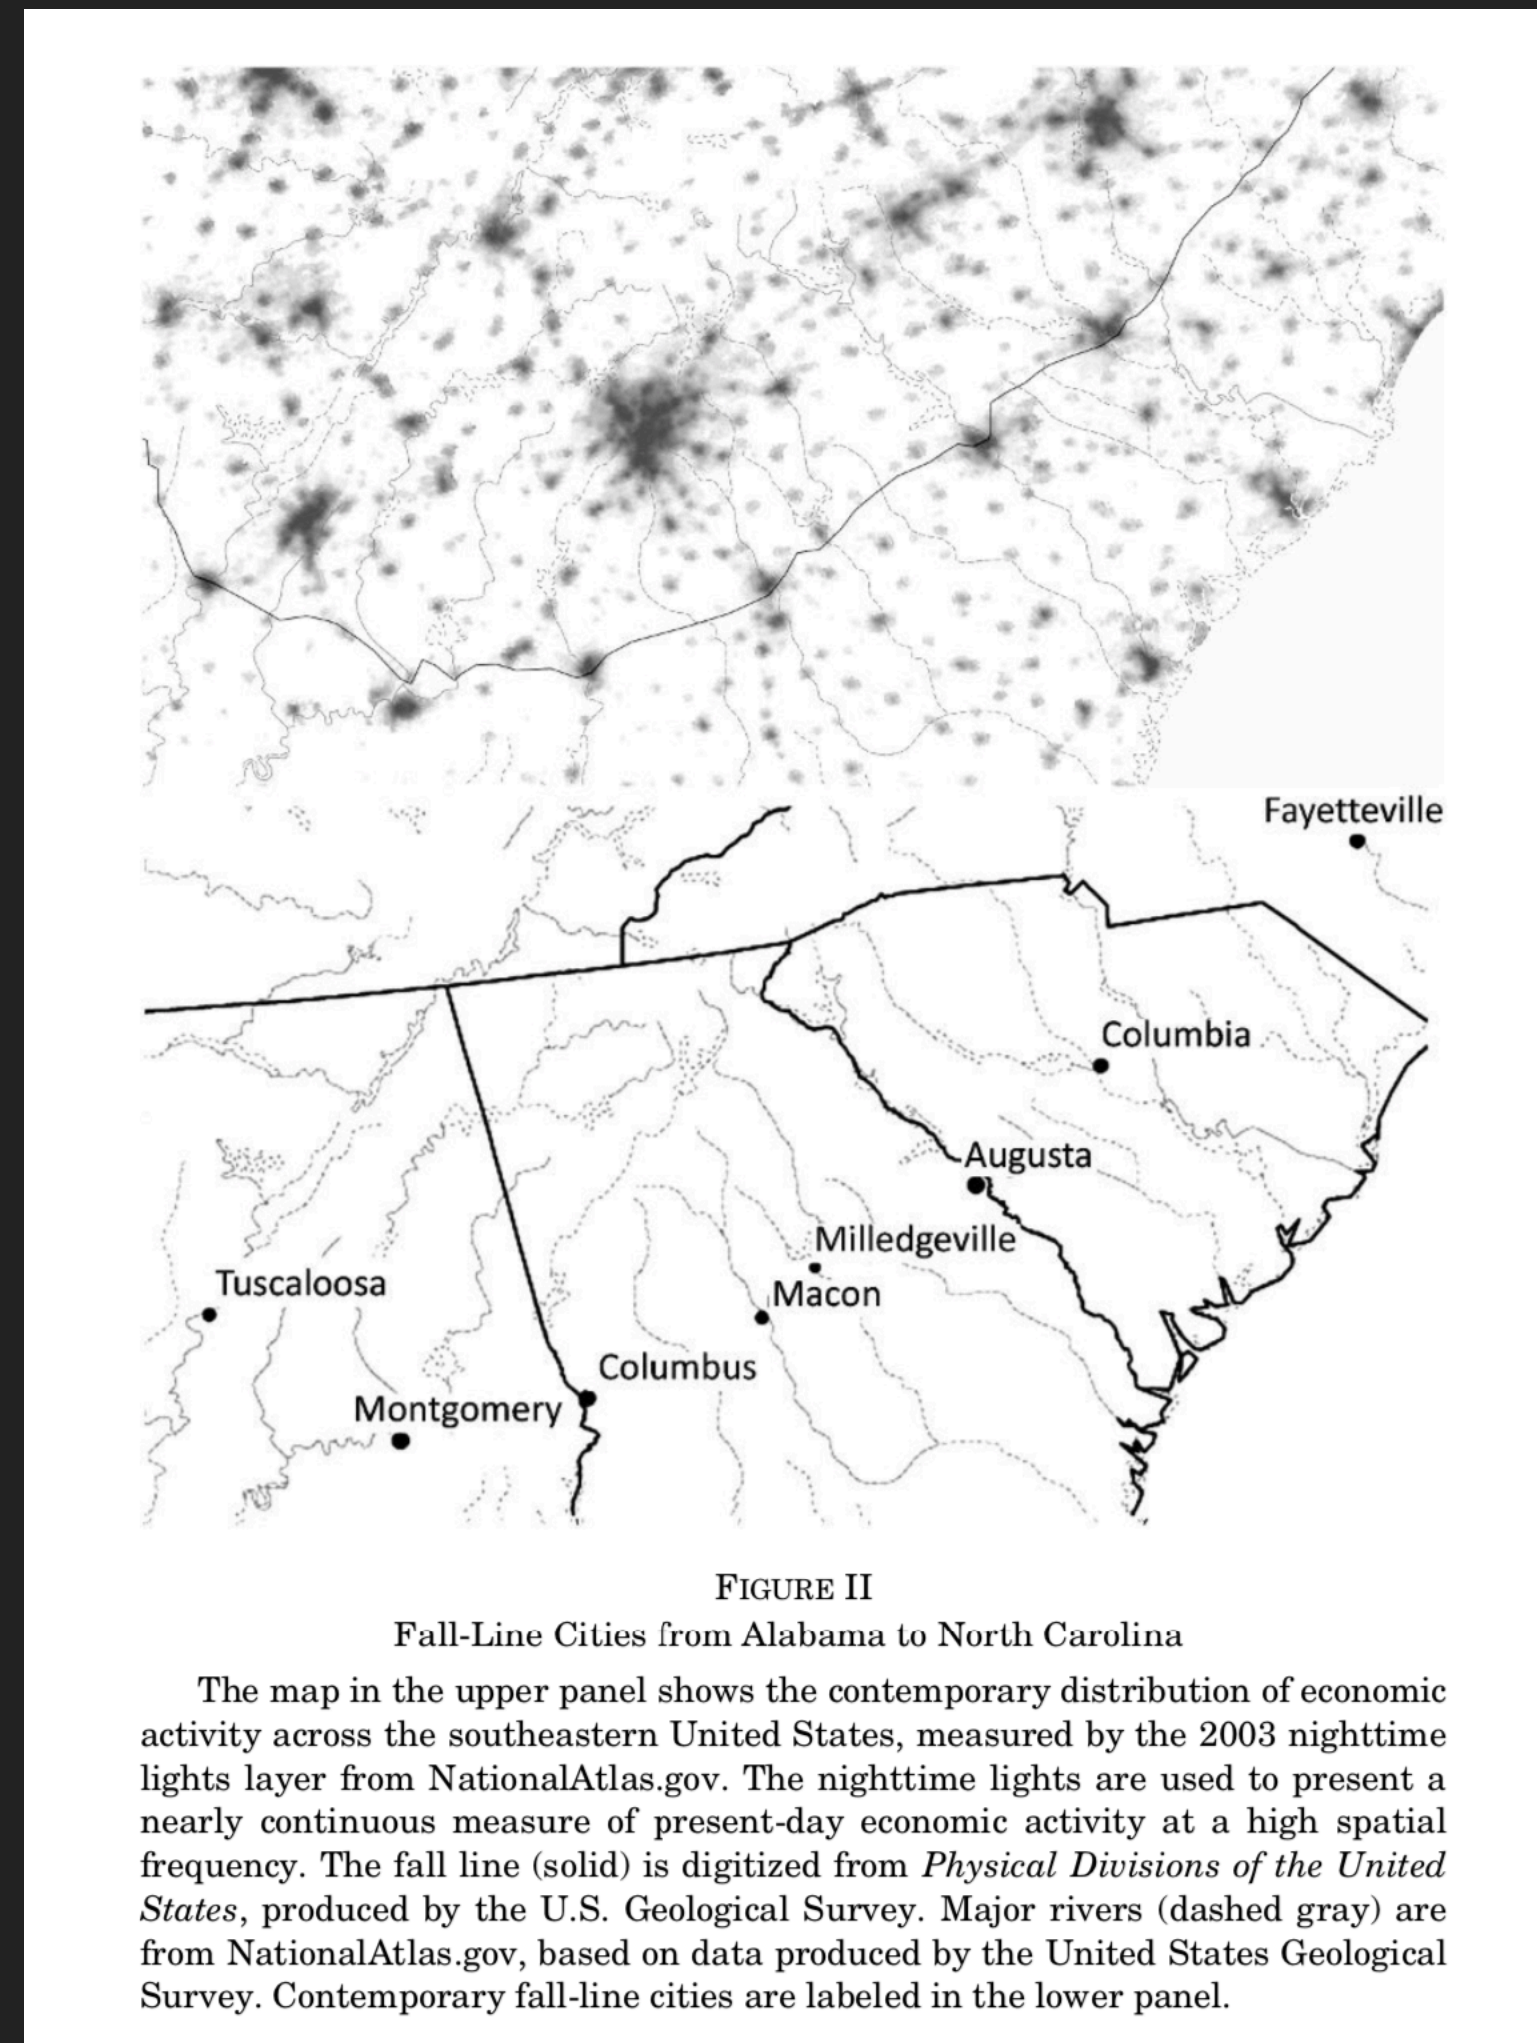 Fayetteville
Columbia
Augusta
Milledgeville
Tuscaloosa
Macon
Columbus
Montgomery
FIGURE II
Fall-Line Cities from Alabama to North Carolina
The map in the upper panel shows the contemporary distribution of economic
activity across the southeastern United States, measured by the 2003 nighttime
lights layer from NationalAtlas.gov. The nighttime lights are used to present a
nearly continuous measure of present-day economic activity at a high spatial
frequency. The fall line (solid) is digitized from Physical Divisions of the United
States, produced by the U.S. Geological Survey. Major rivers (dashed gray) are
from NationalAtlas.gov, based on data produced by the United States Geological
Survey. Contemporary fall-line cities are labeled in the lower panel.